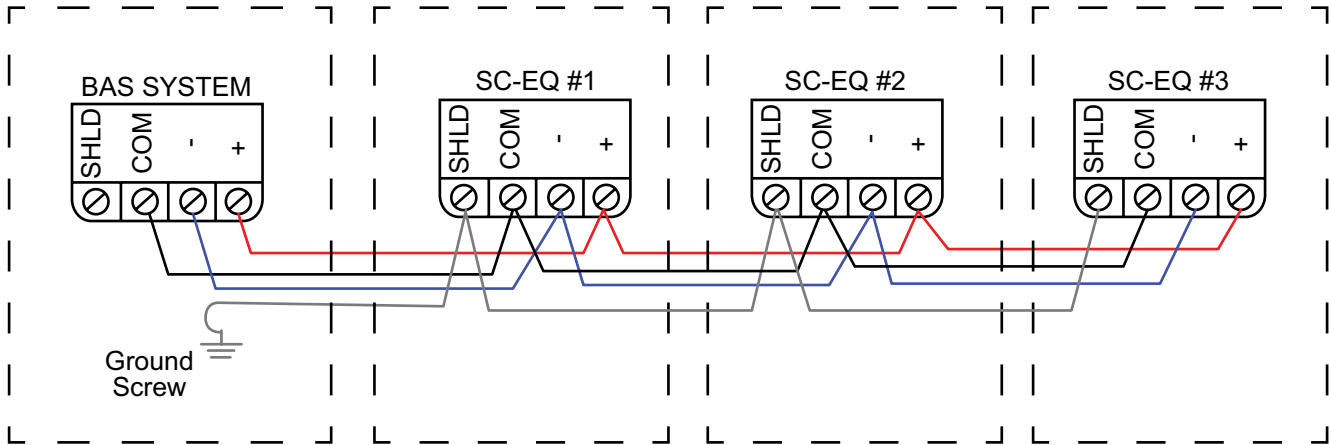 BAS SYSTEM
SHLD
COM
-
+
SC-EQ #1
SHLD
COM
-
+
SC-EQ #2
SHLD
COM
-
+
SC-EQ #3
SHLD
COM
-
+
Ground
Screw